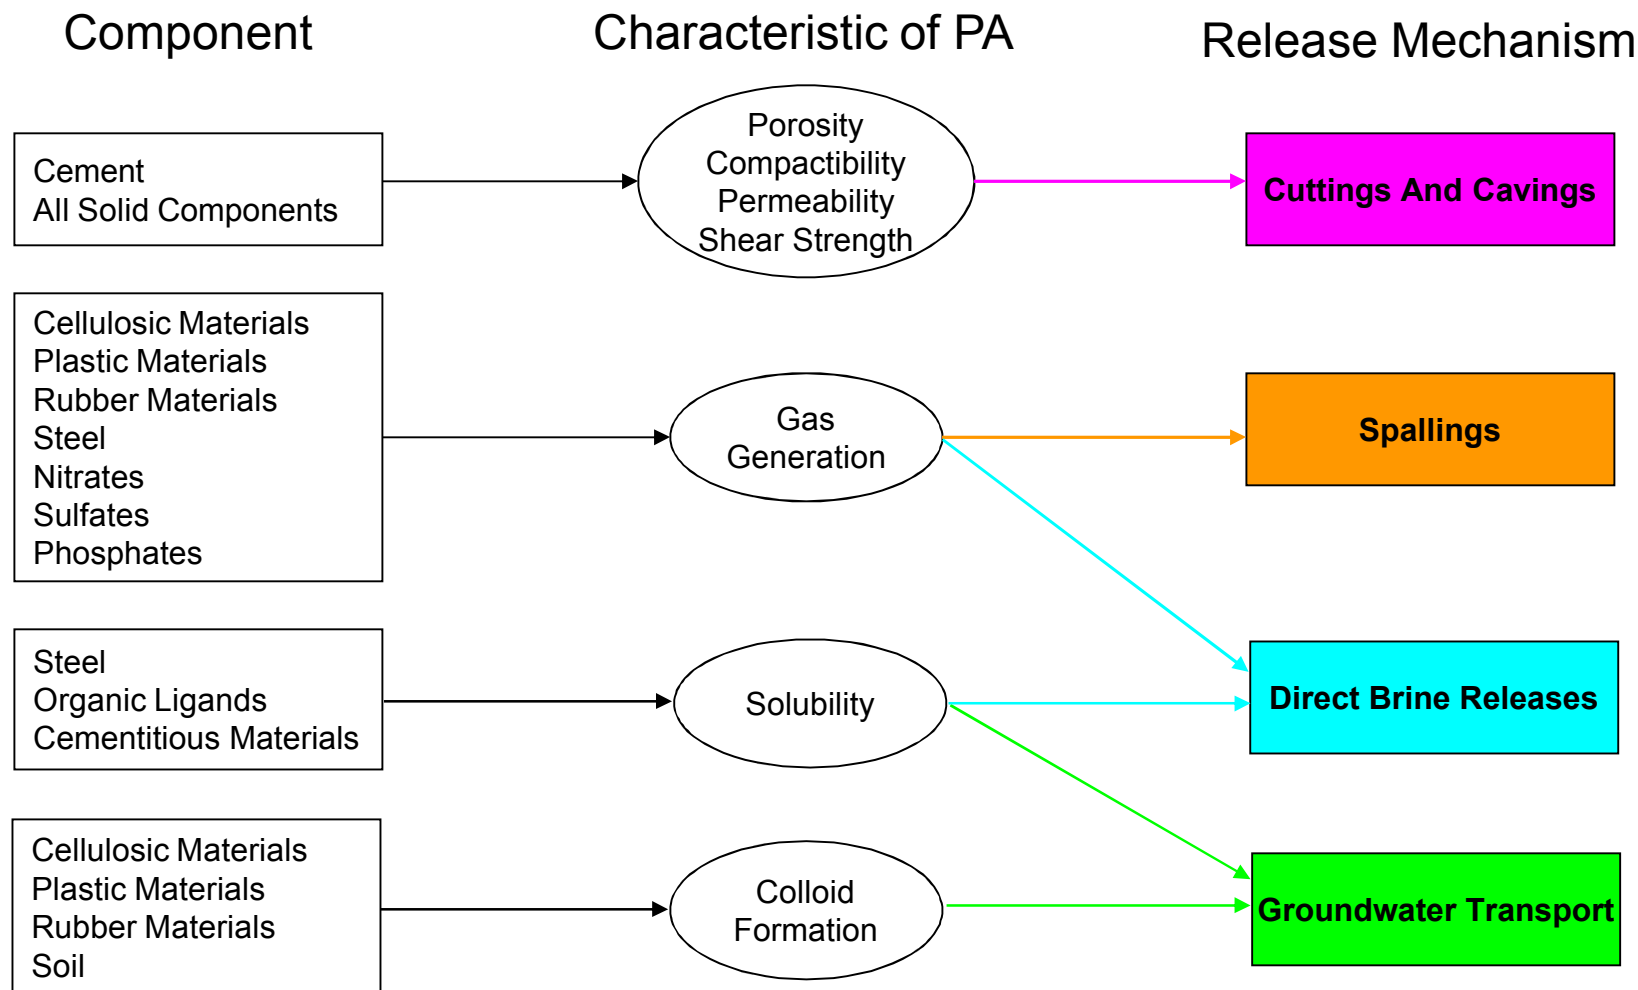 Component
Characteristic of PA
Release Mechanism
Cement
All Solid Components
Porosity
Compactibility
Permeability
Shear Strength
Cuttings And Cavings
Cellulosic Materials
Plastic Materials
Rubber Materials
Steel
Nitrates
Sulfates
Phosphates
Gas
Generation
Spallings
Steel
Organic Ligands
Cementitious Materials
Solubility
Direct Brine Releases
Cellulosic Materials
Plastic Materials
Rubber Materials
Soil
Colloid
Formation
Groundwater Transport